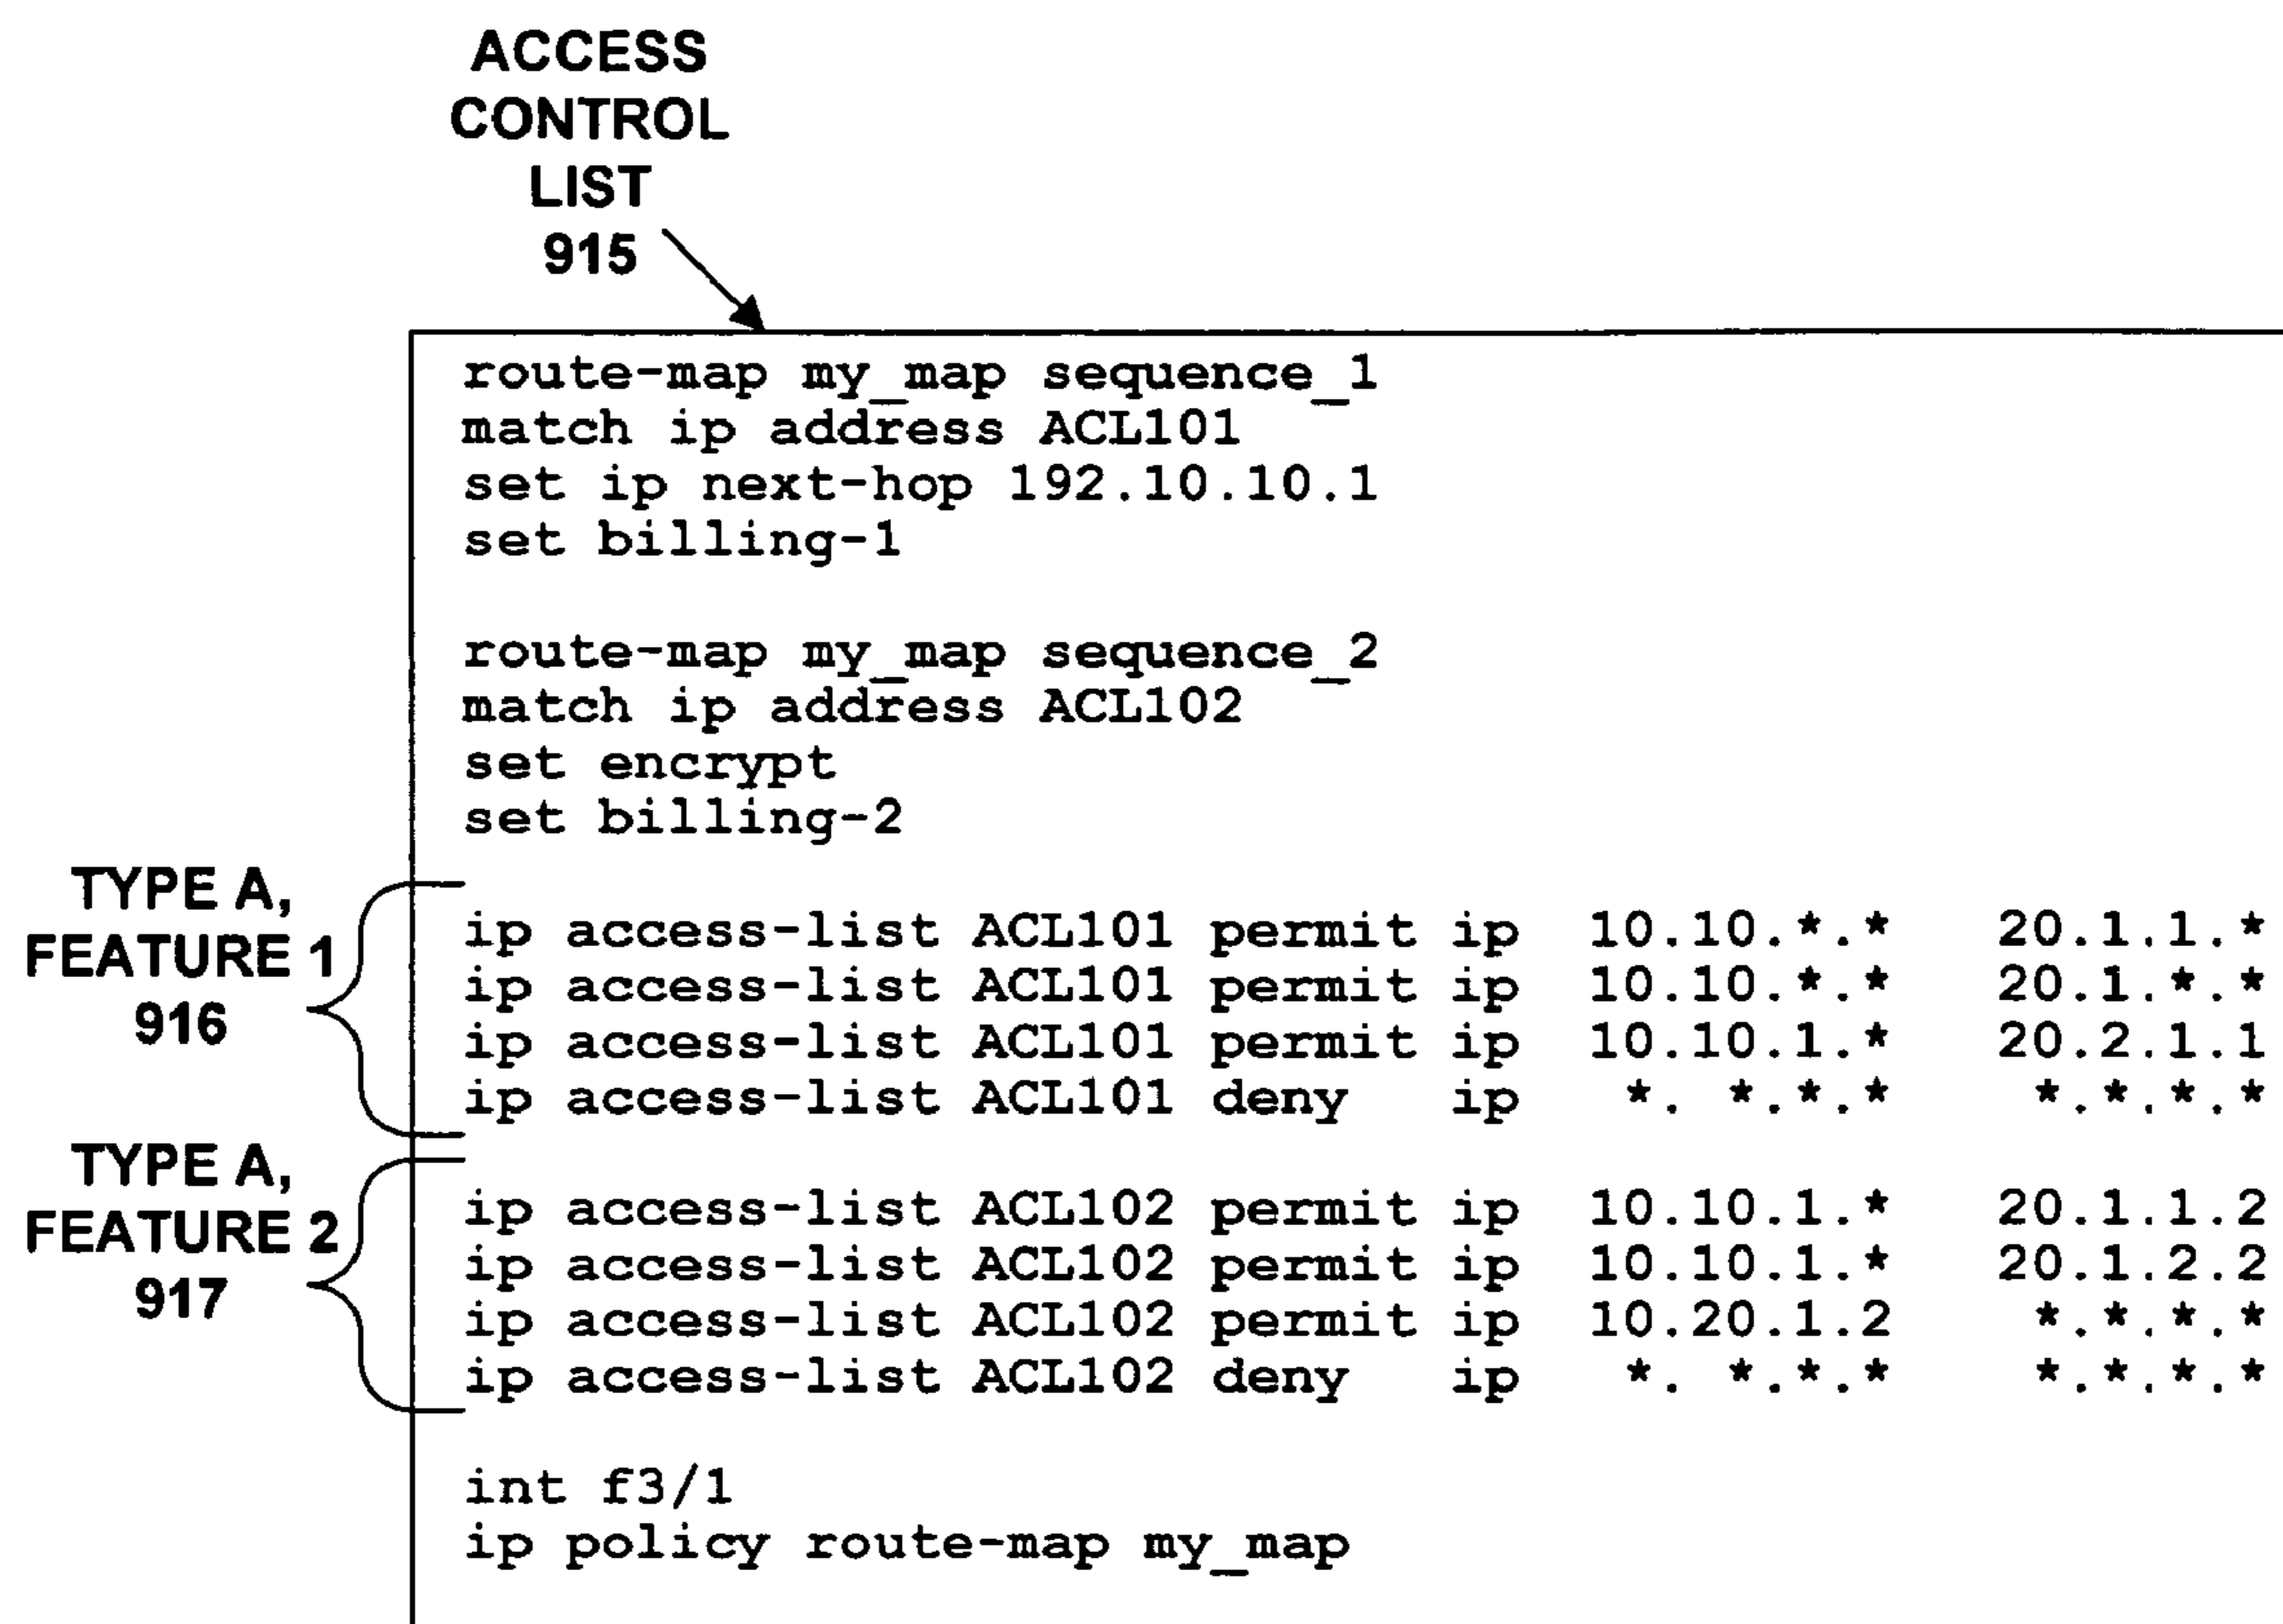 ACCESS
CONTROL
LIST
915
route-map my_map sequence_1
match ip address ACL101
set ip next-hop 192.10.10.1
set billing-1
route-map my_map sequence_2
match ip address ACL102
set encrypt
set billing-2
TYPE A,
FEATURE 1
916
ip access-list ACL101 permit ip 10.10.*.* 20.1.1.*
ip access-list ACL101 permit ip 10.10.*.* 20.1.*.*
ip access-list ACL101 permit ip 10.10.1.* 20.2.1.1
ip access-list ACL101 deny ip *. *.*.* *.*.*.*
TYPE A,
FEATURE 2
917
ip access-list ACL102 permit ip 10.10.1.* 20.1.1.2
ip access-list ACL102 permit ip 10.10.1.* 20.1.2.2
ip access-list ACL102 permit ip 10.20.1.2 *.*.*.*
ip access-list ACL102 deny ip *. *.*.* *.*.*.*
int f3/1
ip policy route-map my_map